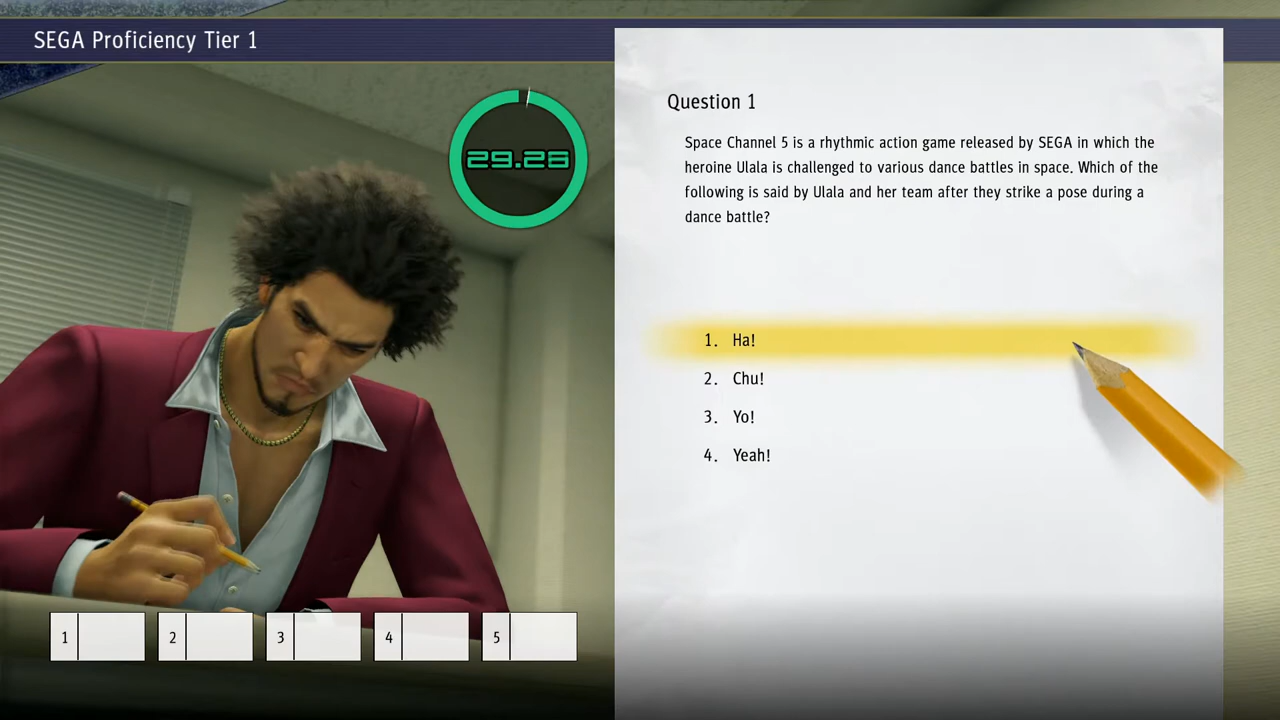 SEGA Proficiency Tier 1
29.28
Question 1
Space Channel 5 is a rhythmic action game released by SEGA in which the
heroine Ulala is challenged to various dance battles in space. Which of the
following is said by Ulala and her team after they strike a pose during a
dance battle?
1. Ha!
2. Chu!
3. Yo!
4. Yeah!
1 2 3 4 5